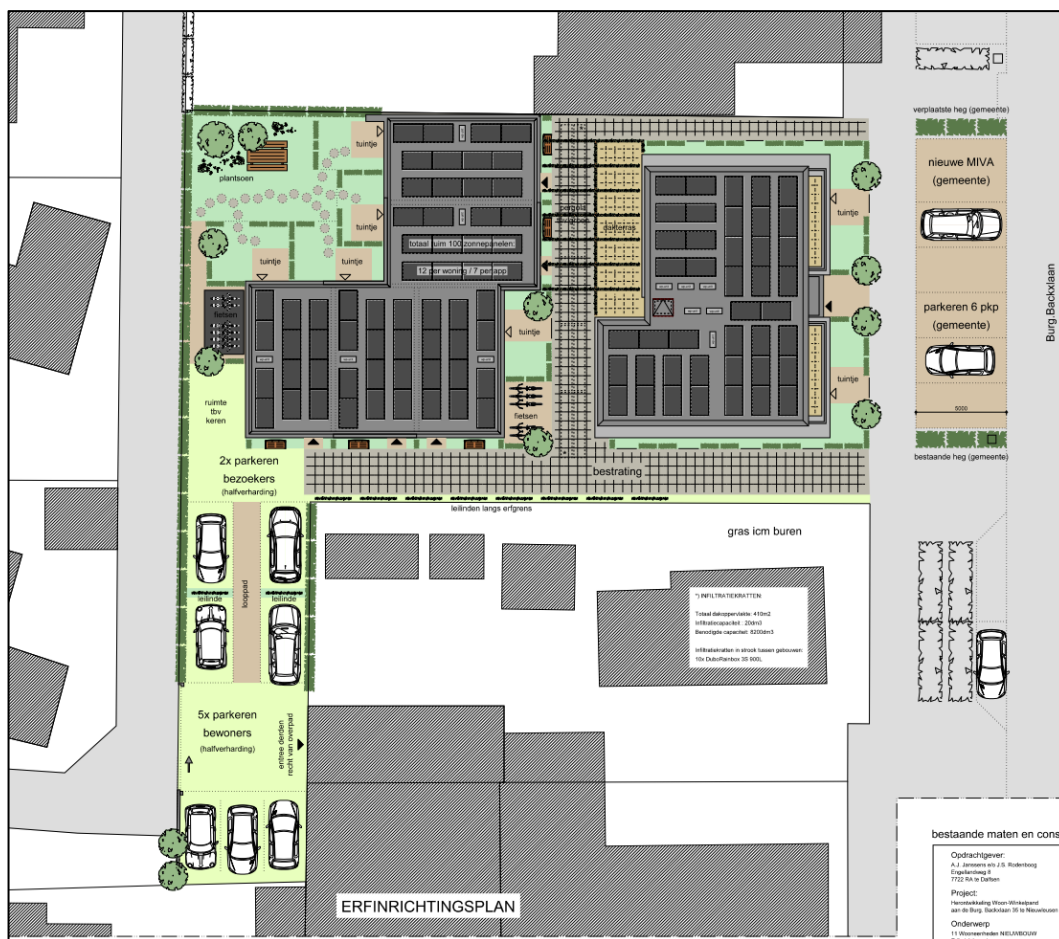 verplaatste heg (gemeente)
nieuwe MIVA
(gemeente)
parkeren 6 pkp
(gemeente)
5000
bestaande heg (gemeente)
Burg.Backxlaan
plantsoen
tuintje
tuintje
tuintje
tuintje
fietsen
ruimte
tbv
keren
totaal ruim 100 zonnepanelen:
12 per woning / 7 per app
pergola
dakterras
tuintje
fietsen
tuintje
tuintje
bestrating
2x parkeren
bezoekers
(halfverharding)
leilinden langs erfgrens
gras icm buren
leilinde
looppad
leilinde
*) INFILTRATIEKRATTEN:
Totaal dakoppervlakte: 410m2
Infiltratiecapaciteit : 20dm3
Benodigde capaciteit: 8200dm3
Infiltratiekratten in strook tussen gebouwen:
10x DuboRainbox 3S 900L
5x parkeren
bewoners
(halfverharding)
entree derden
recht van overpad
ERFINRICHTINGSPLAN
bestaande maten en cons
Opdrachtgever:
A.J. Janssens e/o J.S. Rodenboog
Engellandweg 8
7722 RA te Dalfsen
Project:
Herontwikkeling Woon-Winkelpand
aan de Burg. Backxlaan 35 te Nieuwleusen
Onderwerp
11 Wooneenheden NIEUWBOUW